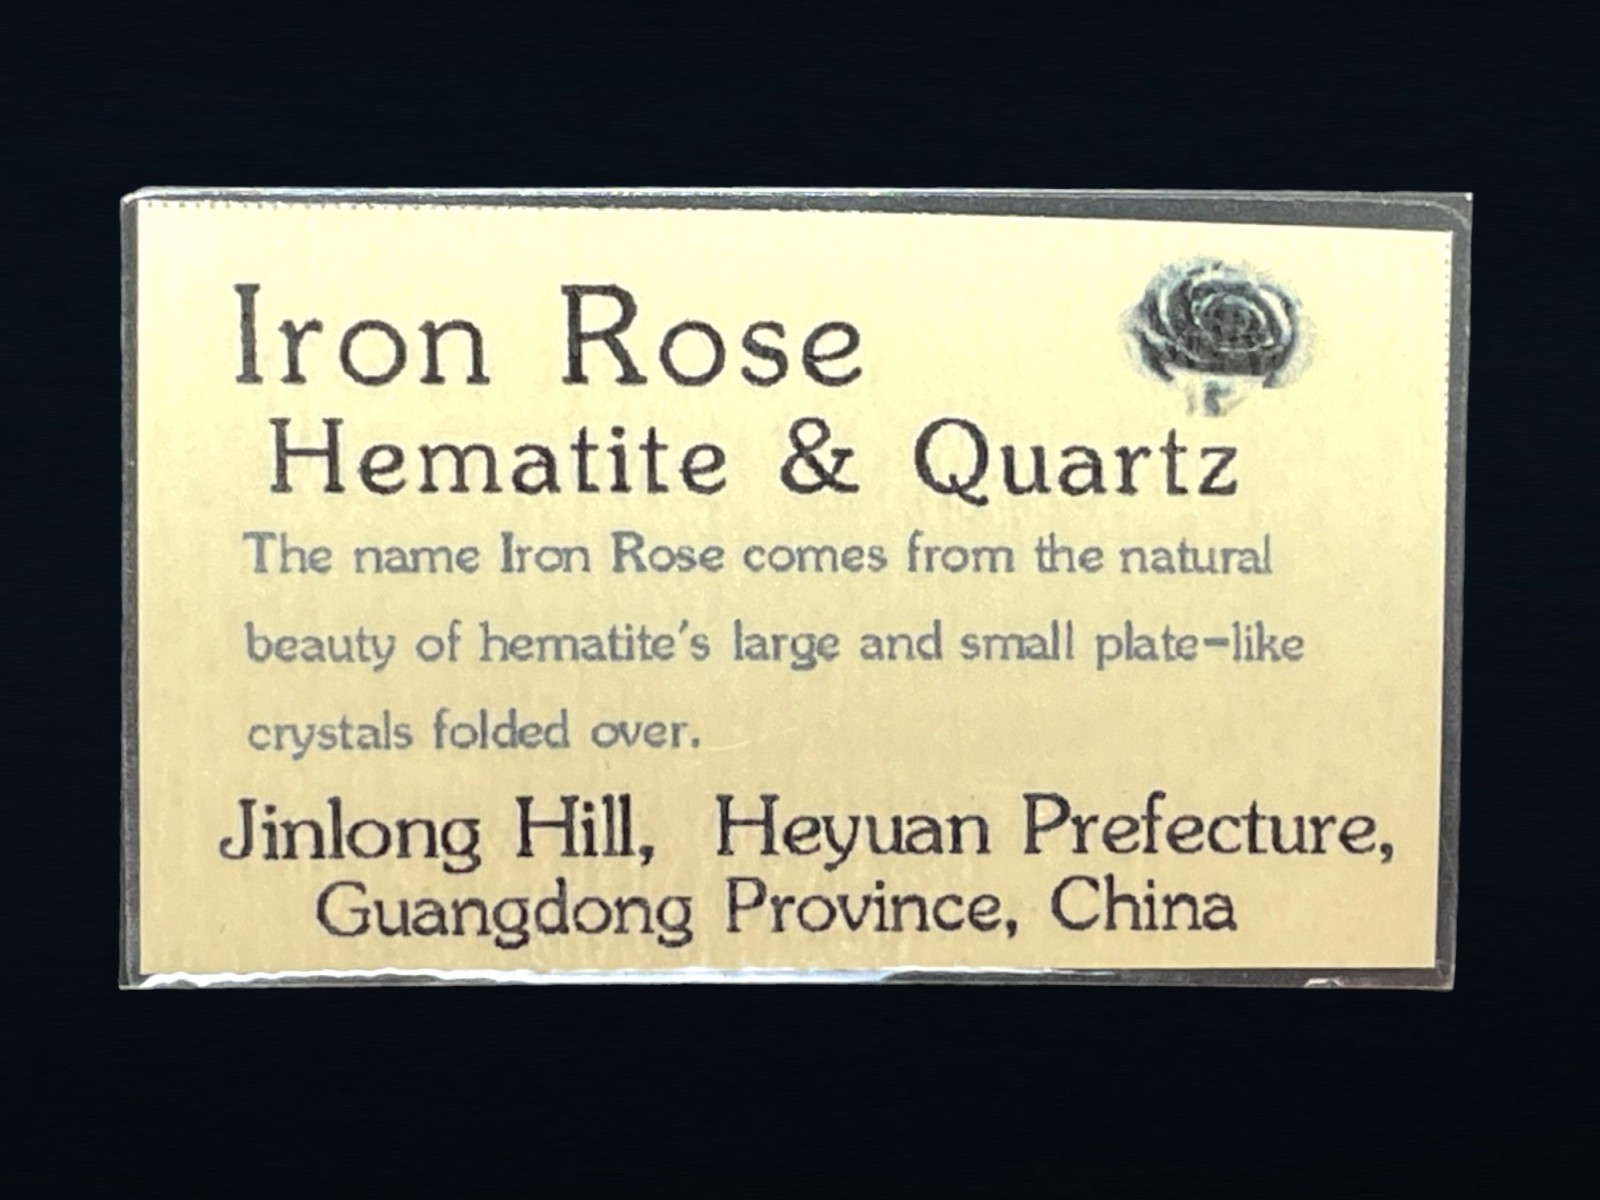 Iron Rose
Hematite & Quartz
The name Iron Rose comes from the natural
beauty of hematite's large and small plate-like
crystals folded over.
Jinlong Hill, Heyuan Prefecture,
Guangdong Province, China